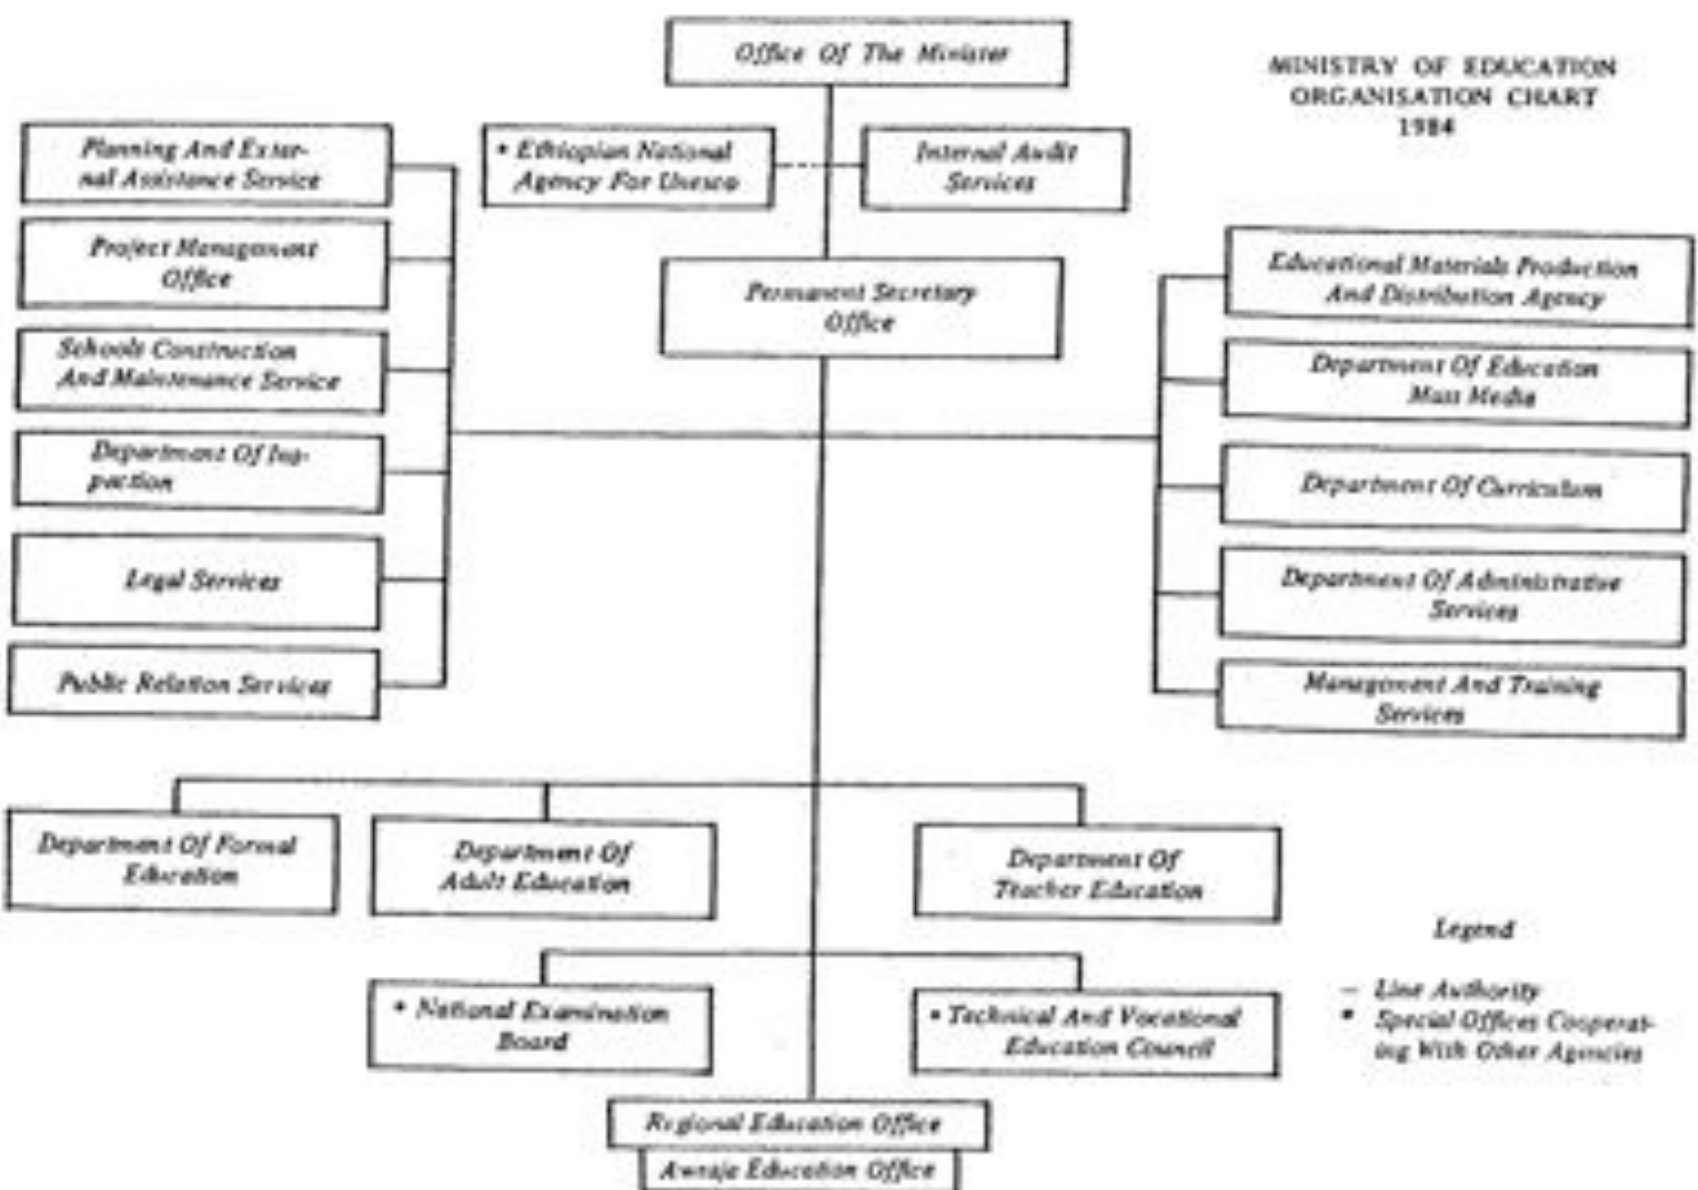 Office Of The Minister
MINISTRY OF EDUCATION
ORGANISATION CHART
1984
Planning And Exter-
nal Assistance Service
* Ethiopian National
Agency For Unesco
Internal Audit
Services
Project Management
Office
Permanent Secretary
Office
Educational Materials Production
And Distribution Agency
Schools Construction
And Maintenance Service
Department Of Education
Mass Media
Department Of Ins-
pection
Department Of Curriculum
Legal Services
Department Of Administrative
Services
Public Relation Services
Management And Training
Services
Department Of Formal
Education
Department Of
Adult Education
Department Of
Teacher Education
* National Examination
Board
* Technical And Vocational
Education Council
Legend
– Line Authority
* Special Offices Cooperat-
ing With Other Agencies
Regional Education Office
Awraja Education Office